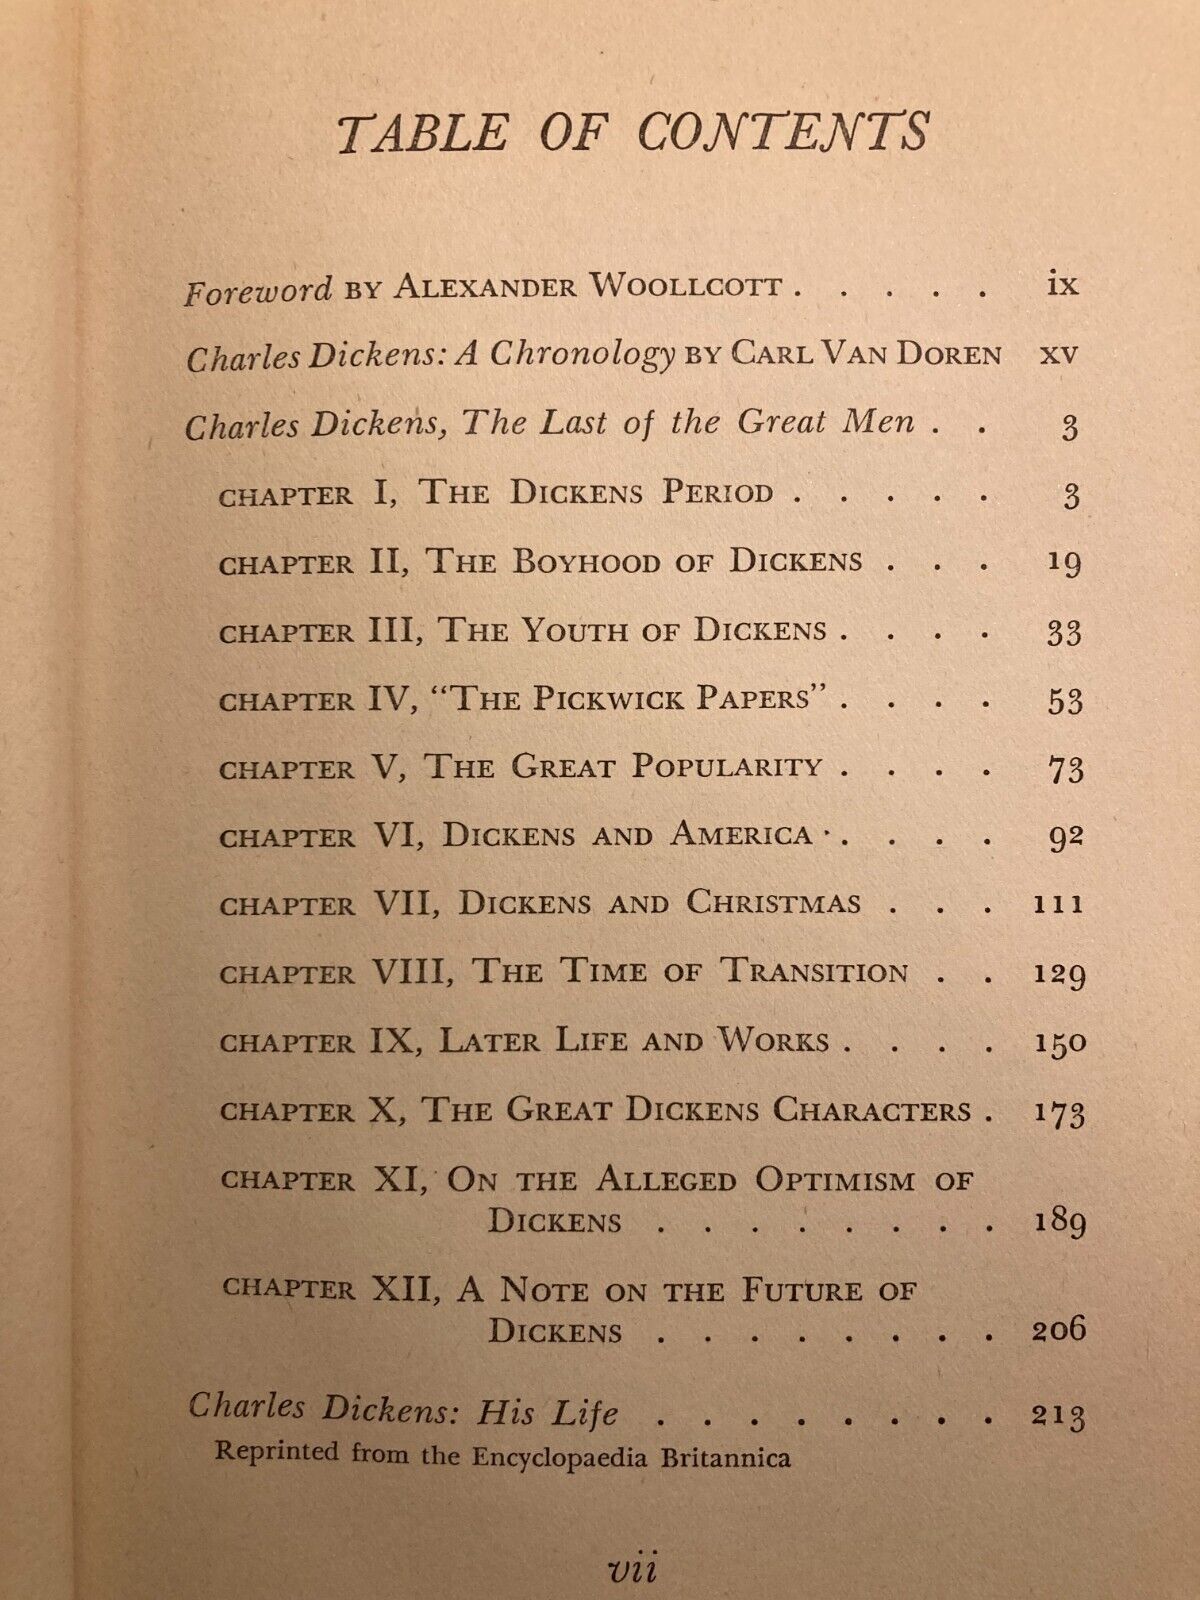 TABLE OF CONTENTS
Foreword BY ALEXANDER WOOLLCOTT . . . . . ix
Charles Dickens: A Chronology BY CARL VAN DOREN xv
Charles Dickens, The Last of the Great Men . . 3
CHAPTER I, THE DICKENS PERIOD . . . . . 3
CHAPTER II, THE BOYHOOD OF DICKENS . . . 19
CHAPTER III, THE YOUTH OF DICKENS . . . . 33
CHAPTER IV, "THE PICKWICK PAPERS" . . . . 53
CHAPTER V, THE GREAT POPULARITY . . . . 73
CHAPTER VI, DICKENS AND AMERICA . . . . 92
CHAPTER VII, DICKENS AND CHRISTMAS . . . 111
CHAPTER VIII, THE TIME OF TRANSITION . . 129
CHAPTER IX, LATER LIFE AND WORKS . . . . 150
CHAPTER X, THE GREAT DICKENS CHARACTERS . 173
CHAPTER XI, ON THE ALLEGED OPTIMISM OF
DICKENS . . . . . . . . 189
CHAPTER XII, A NOTE ON THE FUTURE OF
DICKENS . . . . . . . . 206
Charles Dickens: His Life . . . . . . . . 213
Reprinted from the Encyclopaedia Britannica
vii